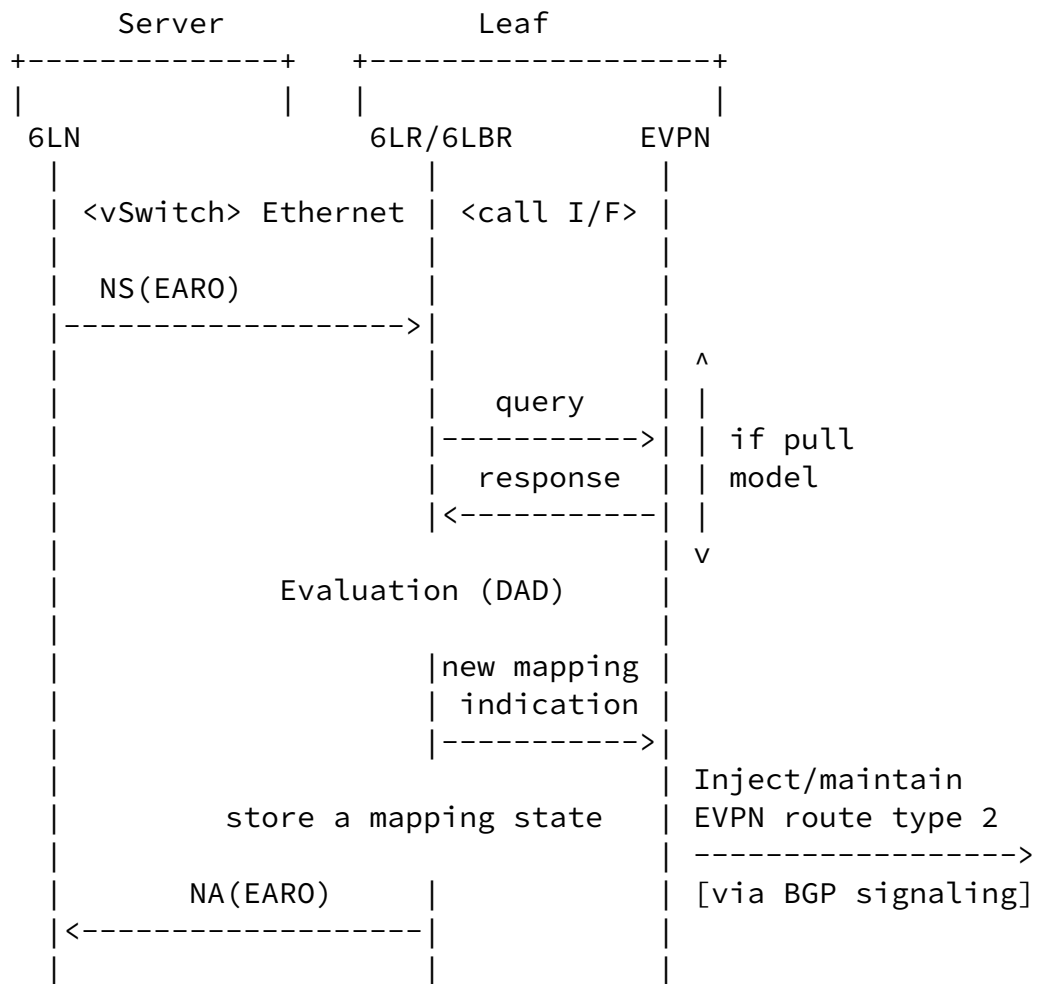 Server Leaf
6LN 6LR/6LBR EVPN
<vSwitch> Ethernet <call I/F>
NS(EARO)
query
if pull
response model
Evaluation (DAD)
new mapping
indication
Inject/maintain
store a mapping state EVPN route type 2
NA(EARO) [via BGP signaling]